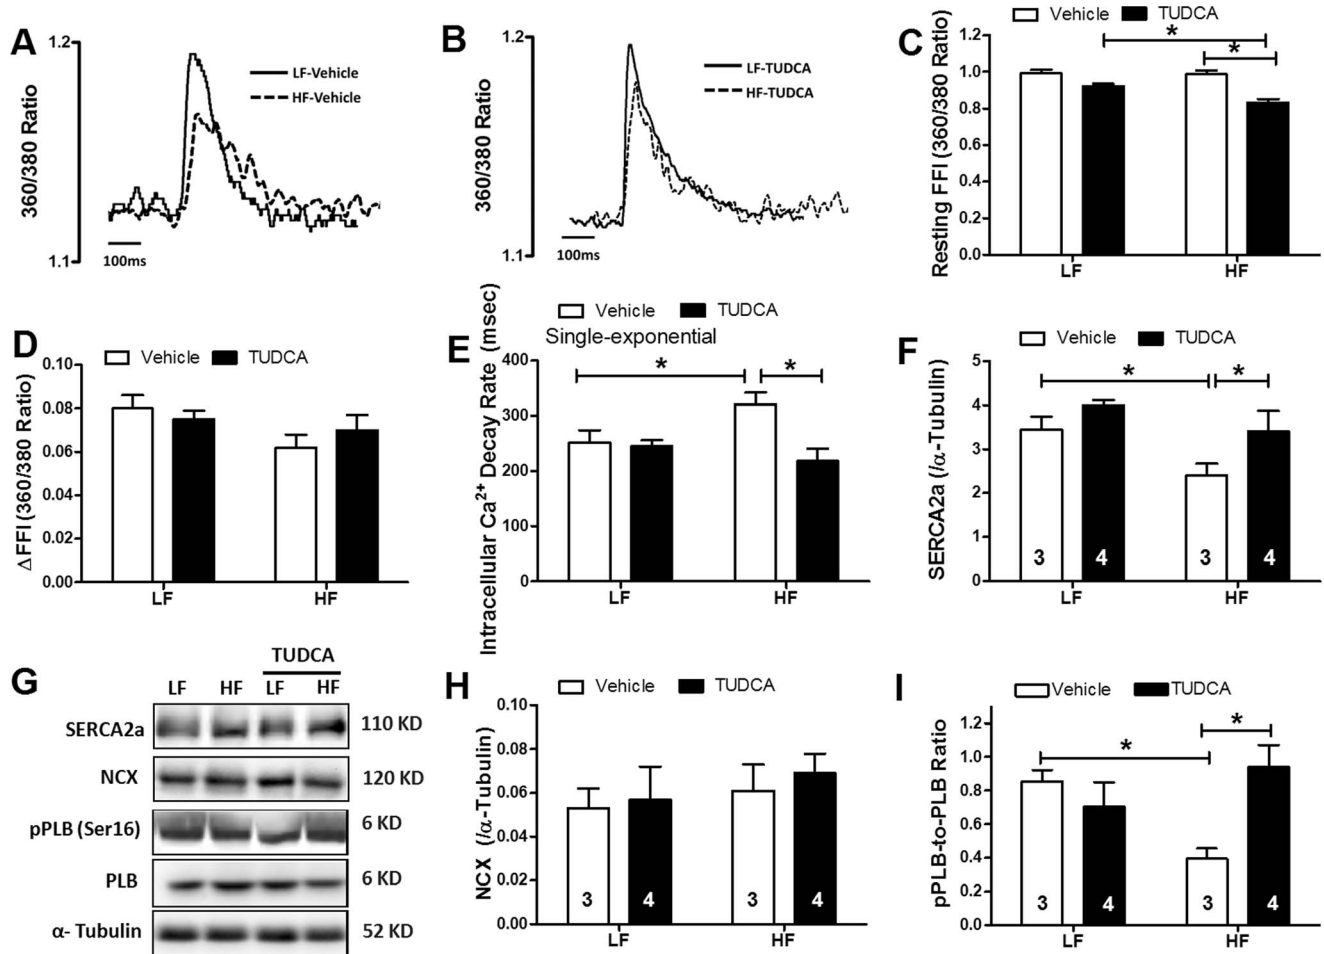 A
1.2
360/380 Ratio
1.1
LF-Vehicle
HF-Vehicle
100ms
B
1.2
360/380 Ratio
1.1
LF-TUDCA
HF-TUDCA
100ms
C
Vehicle TUDCA
Resting FFI (360/380 Ratio)
1.2
1.0
0.8
0.6
0.4
0.2
0.0
* *
LF HF
D
Vehicle TUDCA
ΔFFI (360/380 Ratio)
0.10
0.08
0.06
0.04
0.02
0.00
LF HF
E
Vehicle TUDCA
Single-exponential
Intracellular Ca2+ Decay Rate (msec)
400
300
200
100
0
* *
LF HF
F
Vehicle TUDCA
SERCA2a (/α-Tubulin)
5
4
3
2
1
0
* *
3 4 3 4
LF HF
G
TUDCA
LF HF LF HF
SERCA2a 110 KD
NCX 120 KD
pPLB (Ser16) 6 KD
PLB 6 KD
α- Tubulin 52 KD
H
Vehicle TUDCA
NCX (/α-Tubulin)
0.10
0.08
0.06
0.04
0.02
0.00
3 4 3 4
LF HF
I
Vehicle TUDCA
pPLB-to-PLB Ratio
1.2
1.0
0.8
0.6
0.4
0.2
0.0
* *
3 4 3 4
LF HF